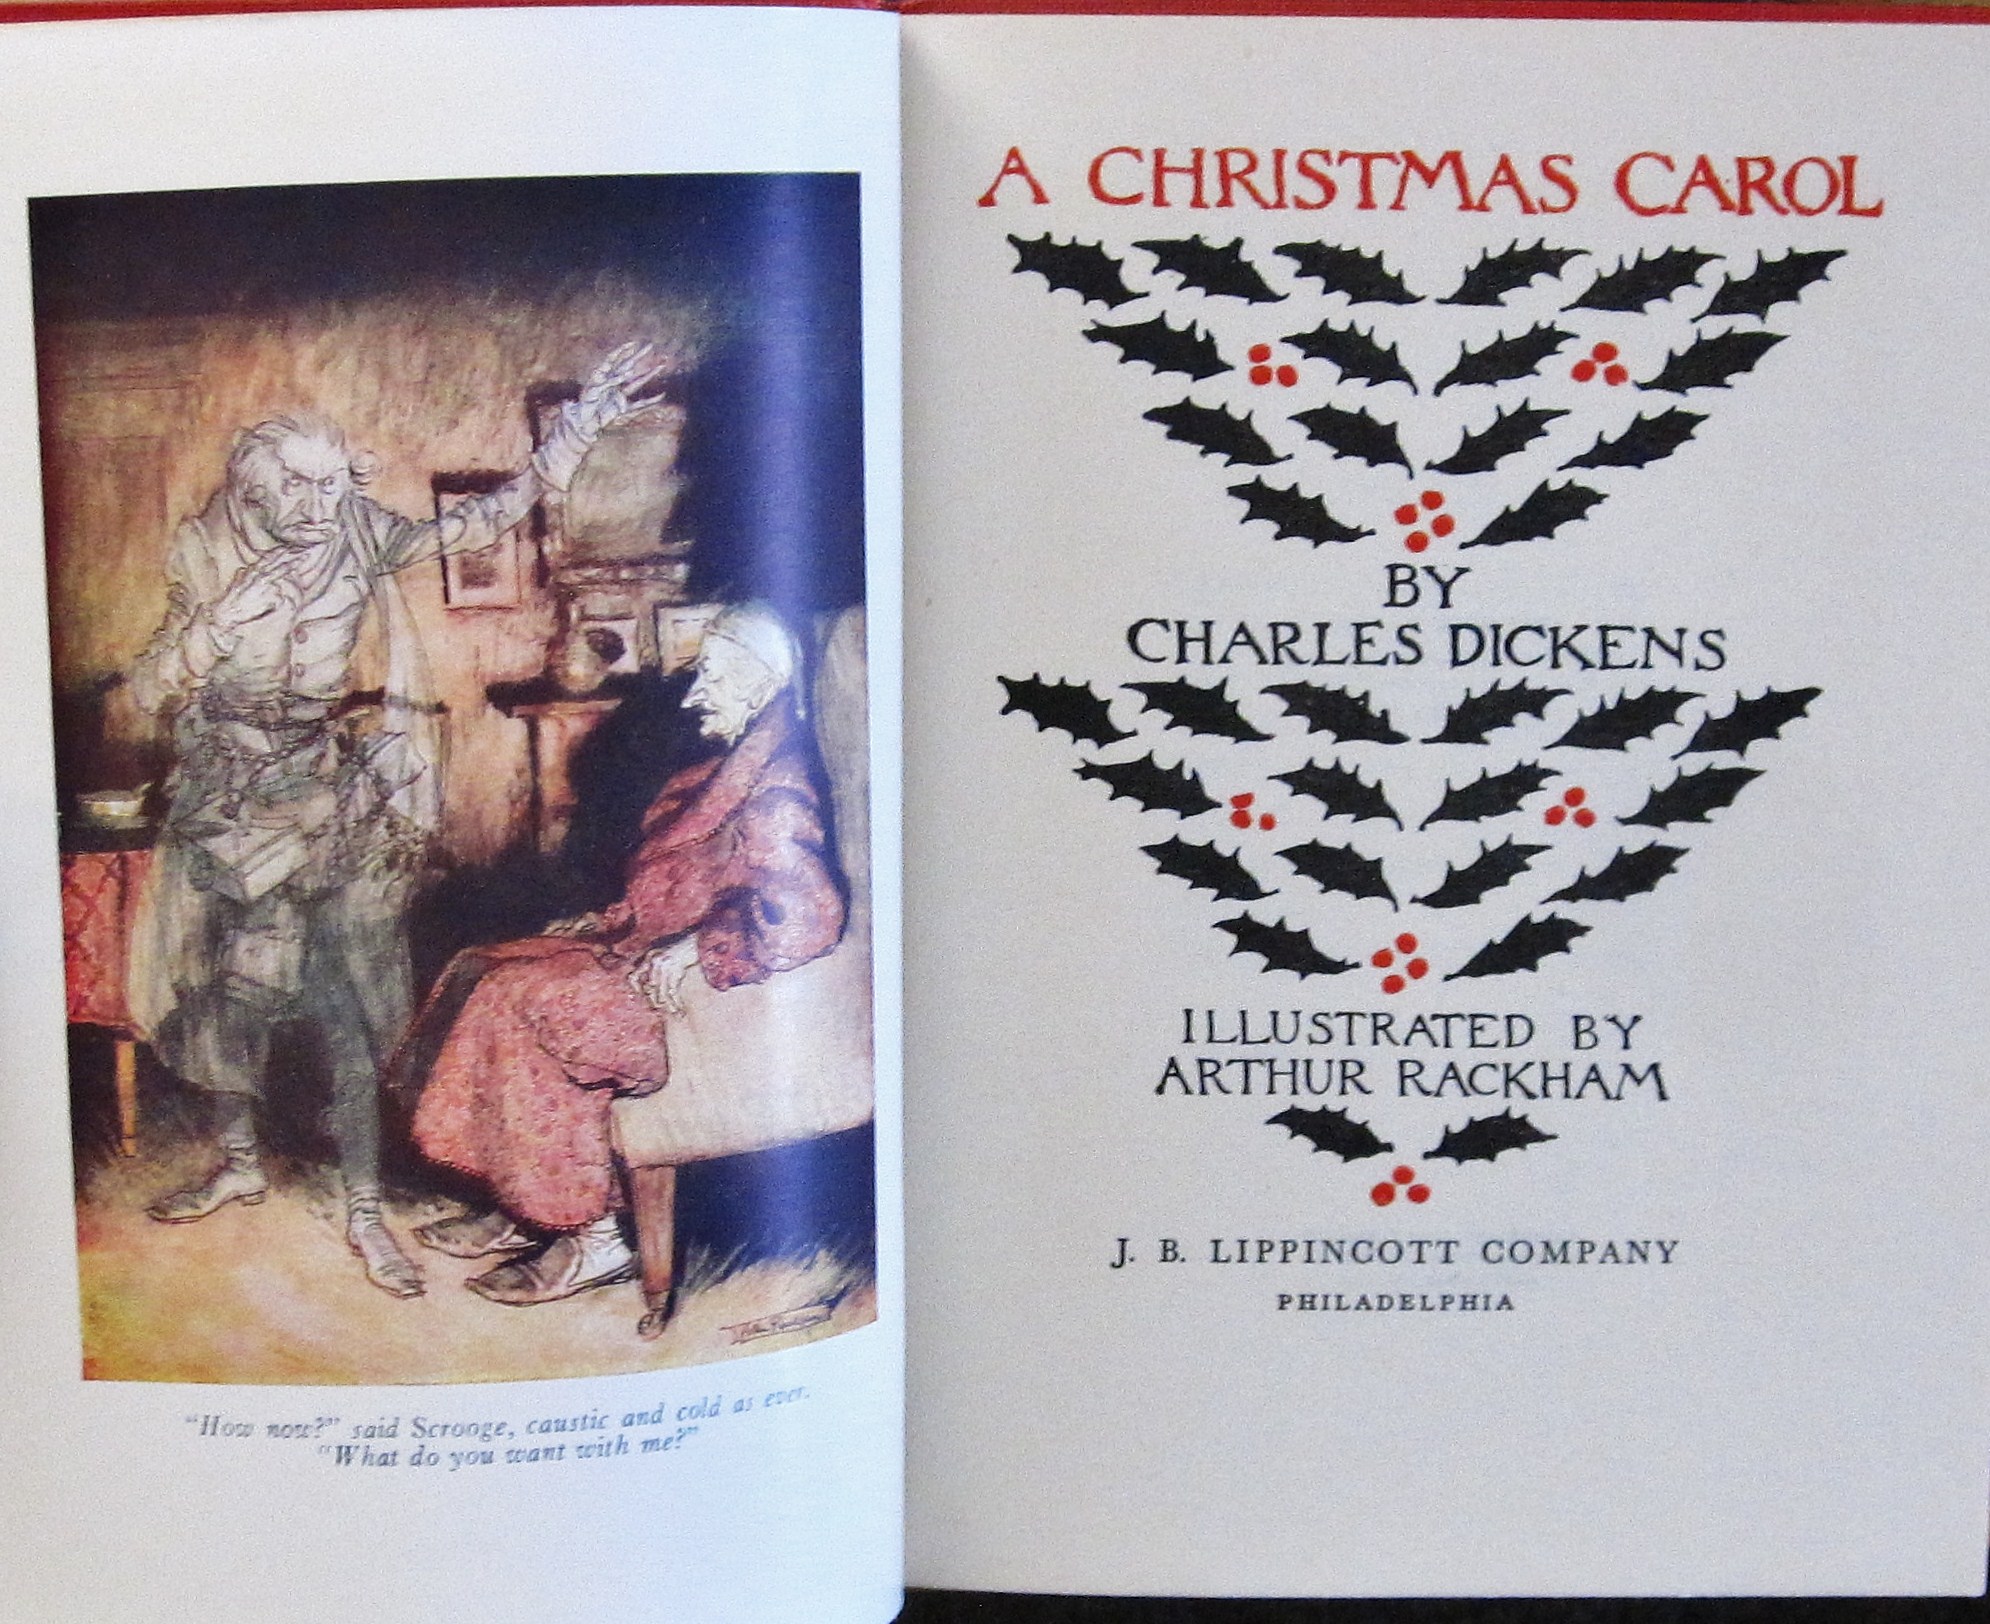 "How now?" said Scrooge, caustic and cold as ever.
"What do you want with me?"
A CHRISTMAS CAROL
BY
CHARLES DICKENS
ILLUSTRATED BY
ARTHUR RACKHAM
J. B. LIPPINCOTT COMPANY
PHILADELPHIA